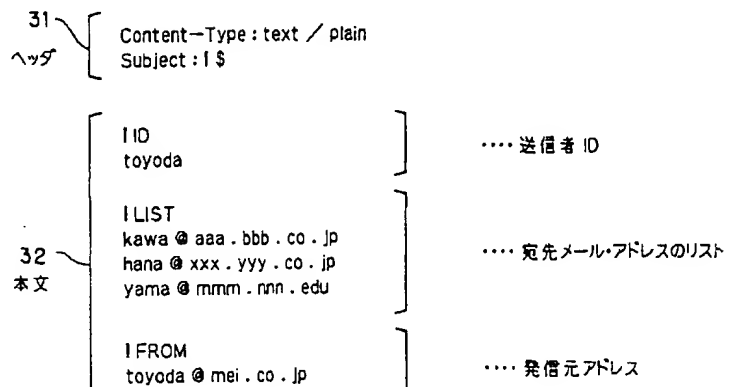 31
ヘッダ
Content-Type : text / plain
Subject : ! $
! ID
toyoda
‥‥ 送信者 ID
! LIST
kawa @ aaa . bbb . co . jp
hana @ xxx . yyy . co . jp
yama @ mmm . nnn . edu
‥‥ 宛先メール・アドレスのリスト
32
本文
! FROM
toyoda @ mei . co . jp
‥‥ 発信元アドレス